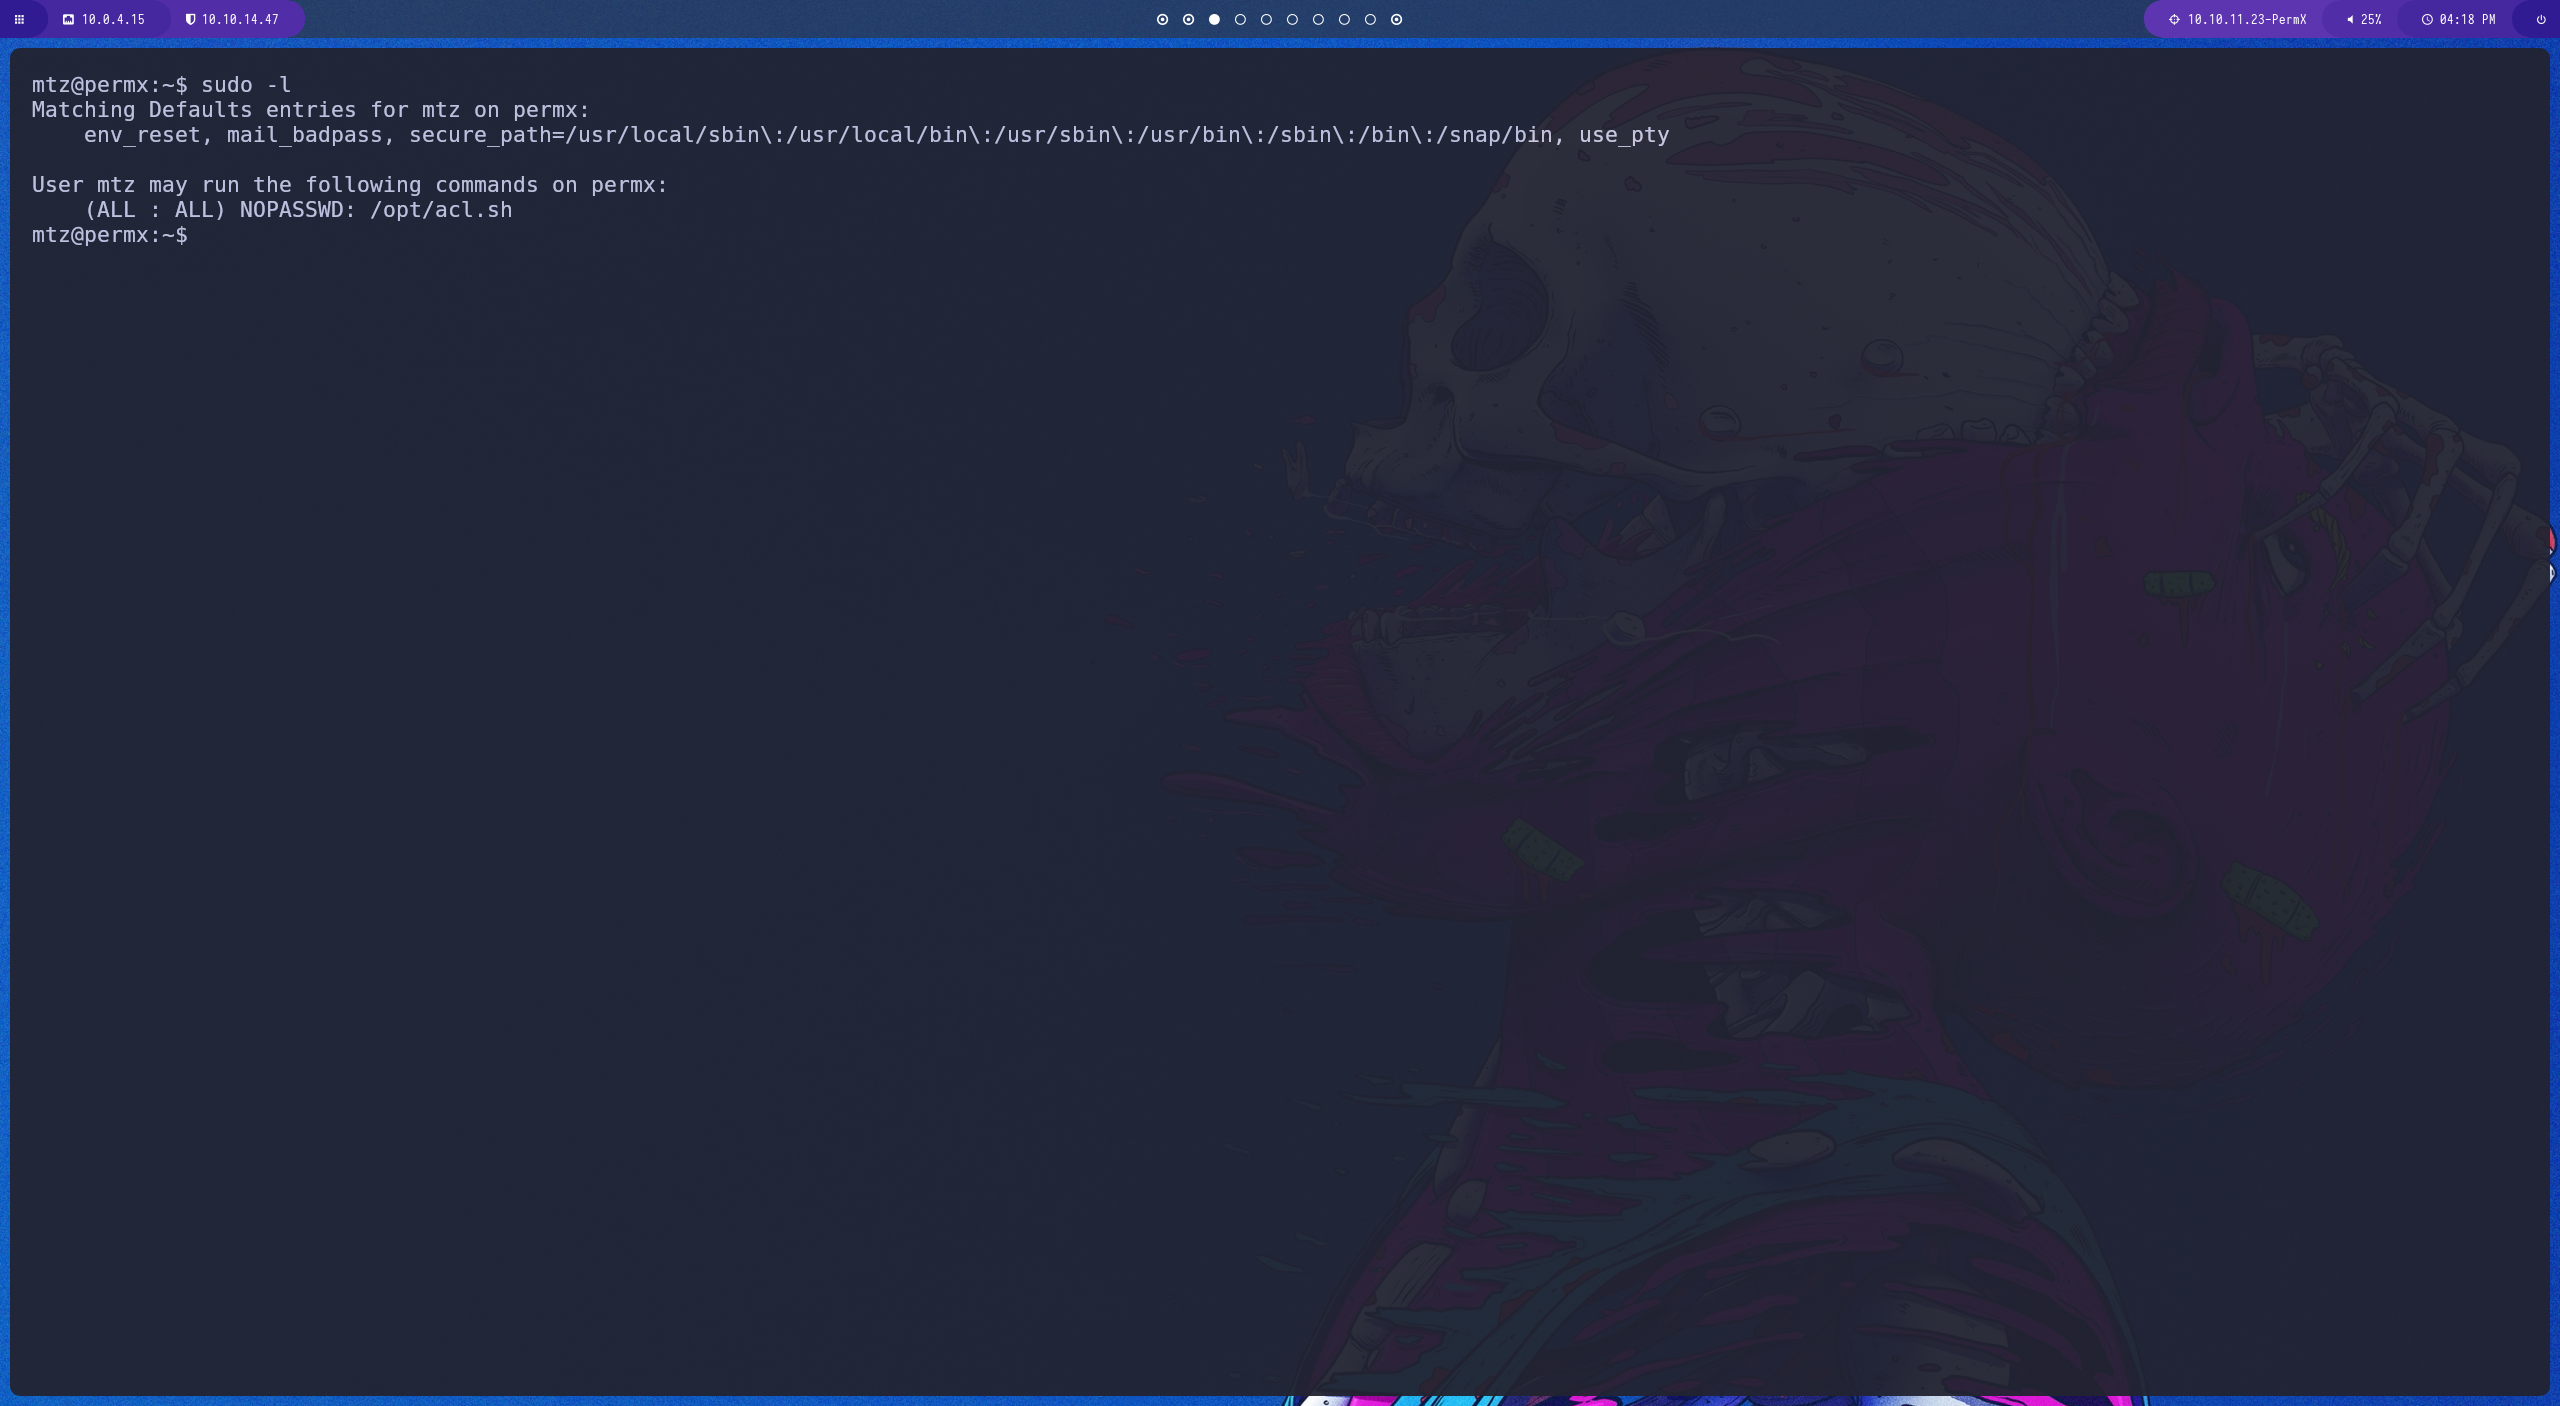 10.0.4.15 10.10.14.47 10.10.11.23-PermX 25% 04:18 PM
mtz@permx:~$ sudo -l
Matching Defaults entries for mtz on permx:
    env_reset, mail_badpass, secure_path=/usr/local/sbin\:/usr/local/bin\:/usr/sbin\:/usr/bin\:/sbin\:/bin\:/snap/bin, use_pty

User mtz may run the following commands on permx:
    (ALL : ALL) NOPASSWD: /opt/acl.sh
mtz@permx:~$